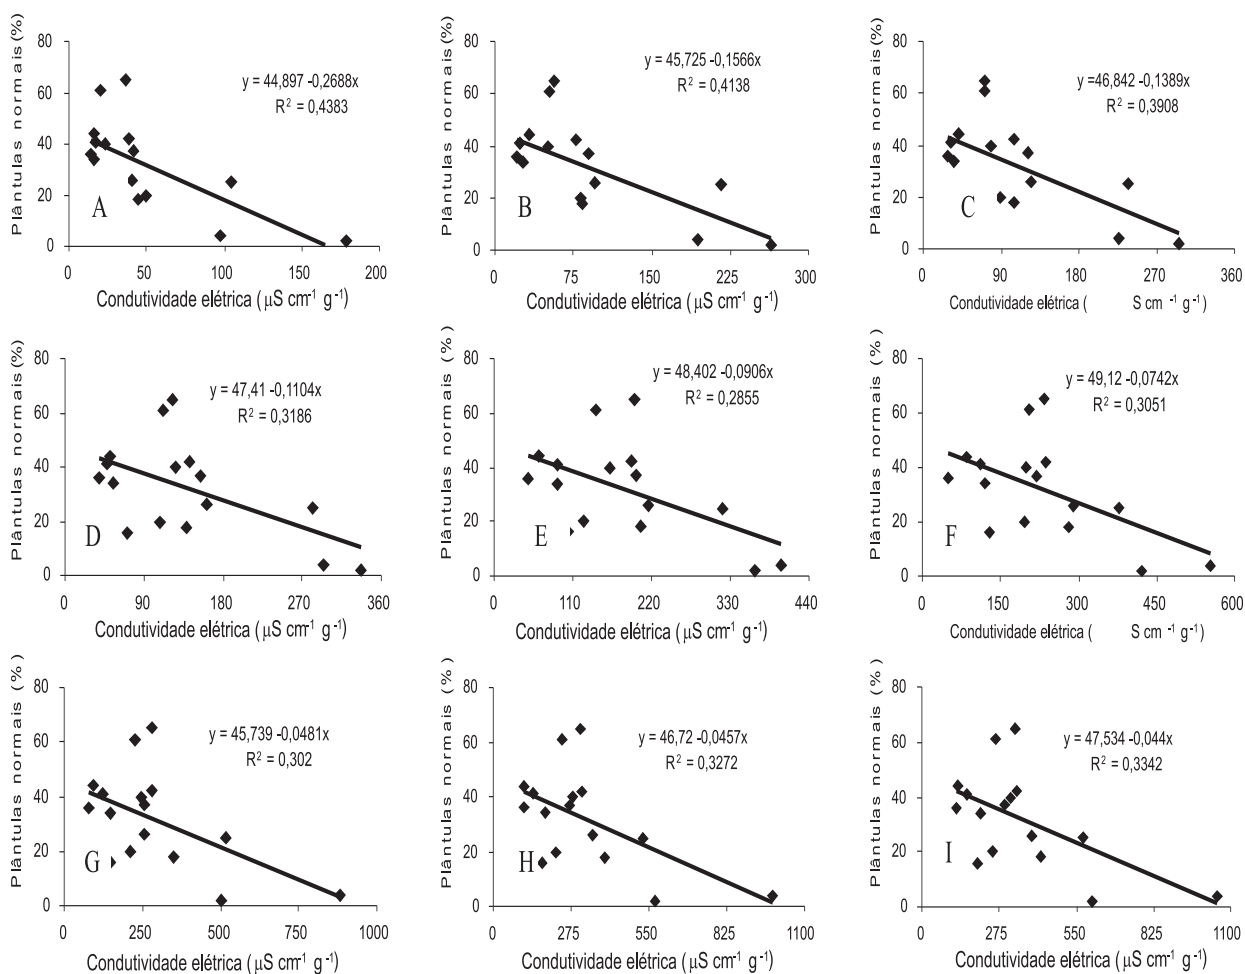 Plântulas normais (%)
80
60
40
20
0
0 50 100 150 200
y = 44,897 -0,2688x
R² = 0,4383
A
Condutividade elétrica ( μS cm⁻¹ g⁻¹)
Plântulas normais (%)
80
60
40
20
0
0 75 150 225 300
y = 45,725 -0,1566x
R² = 0,4138
B
Condutividade elétrica ( μS cm⁻¹ g⁻¹)
Plântulas normais (%)
80
60
40
20
0
0 90 180 270 360
y =46,842 -0,1389x
R² = 0,3908
C
Condutividade elétrica ( S cm ⁻¹ g⁻¹)
Plântulas normais (%)
80
60
40
20
0
0 90 180 270 360
y = 47,41 -0,1104x
R² = 0,3186
D
Condutividade elétrica ( μS cm⁻¹ g⁻¹)
Plântulas normais (%)
80
60
40
20
0
0 110 220 330 440
y = 48,402 -0,0906x
R² = 0,2855
E
Condutividade elétrica ( μS cm⁻¹ g⁻¹)
Plântulas normais (%)
80
60
40
20
0
0 150 300 450 600
y = 49,12 -0,0742x
R² = 0,3051
F
Condutividade elétrica ( S cm ⁻¹ g⁻¹)
Plântulas normais (%)
80
60
40
20
0
0 250 500 750 1000
y = 45,739 -0,0481x
R² = 0,302
G
Condutividade elétrica ( μS cm⁻¹ g⁻¹)
Plântulas normais (%)
80
60
40
20
0
0 275 550 825 1100
y = 46,72 -0,0457x
R² = 0,3272
H
Condutividade elétrica ( μS cm⁻¹ g⁻¹)
Plântulas normais (%)
80
60
40
20
0
0 275 550 825 1100
y = 47,534 -0,044x
R² = 0,3342
I
Condutividade elétrica ( μS cm⁻¹ g⁻¹)